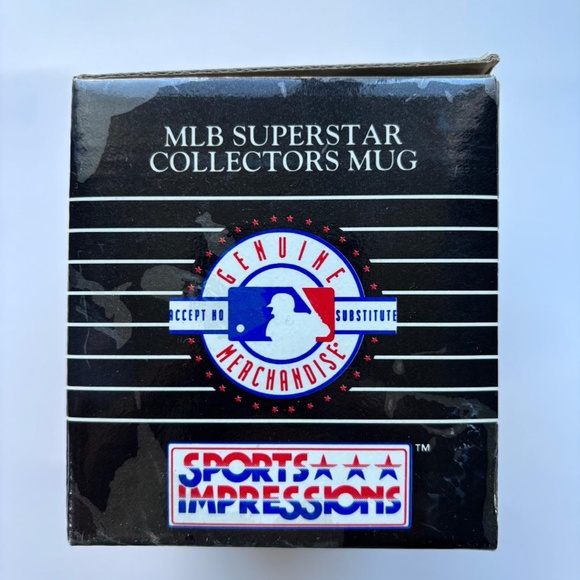 MLB SUPERSTAR
COLLECTORS MUG
GENUINE
ACCEPT NO SUBSTITUTE
MERCHANDISE
SPORTS
IMPRESSIONS
TM